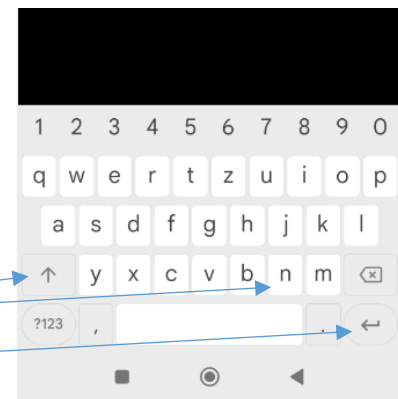 1 2 3 4 5 6 7 8 9 0
q w e r t z u i o p
a s d f g h j k l
y x c v b n m
?123 , .